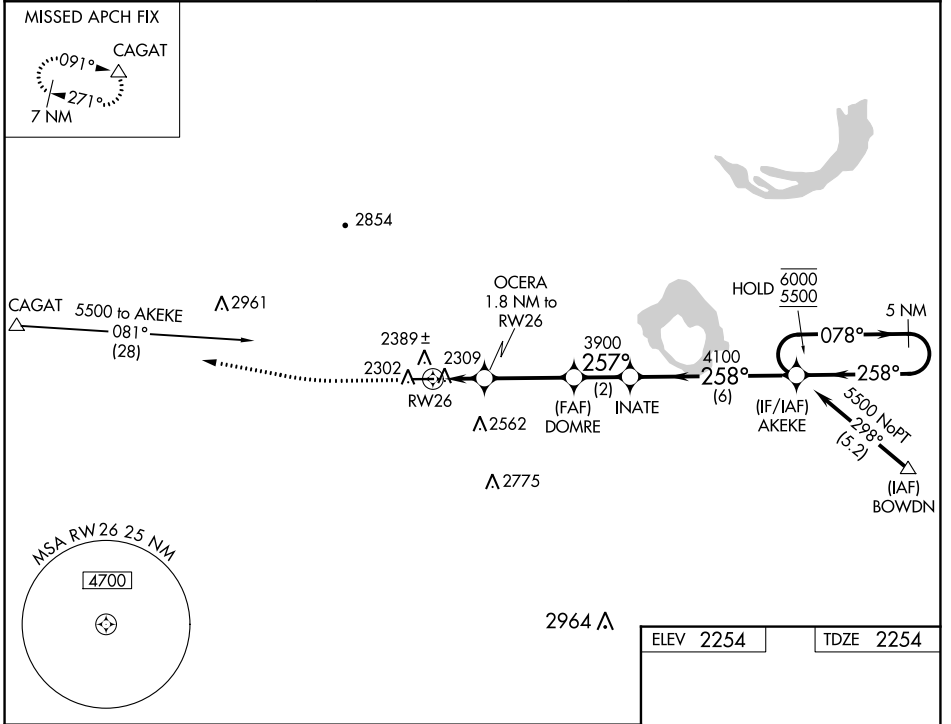 MISSED APCH FIX
CAGAT
091°
271°
7 NM
2854
CAGAT
5500 to AKEKE
081°
(28)
2961
2389 ±
2302
2309
RW26
OCERA
1.8 NM to
RW26
2562
2775
3900
257°
(2)
(FAF)
DOMRE
INATE
4100
258°
(6)
HOLD
6000
5500
5 NM
078°
258°
(IF/IAF)
AKEKE
5500 NoPT
298°
(5.2)
(IAF)
BOWDN
MSA RW 26 25 NM
4700
2964
ELEV 2254
TDZE 2254